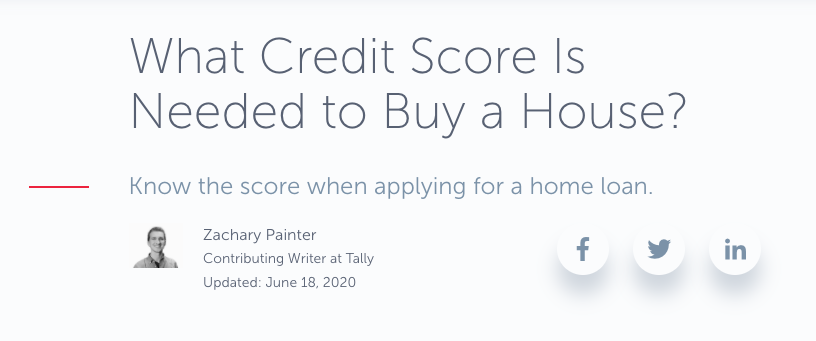 What Credit Score Is
Needed to Buy a House?
Know the score when applying for a home loan.
Zachary Painter
Contributing Writer at Tally
Updated: June 18, 2020